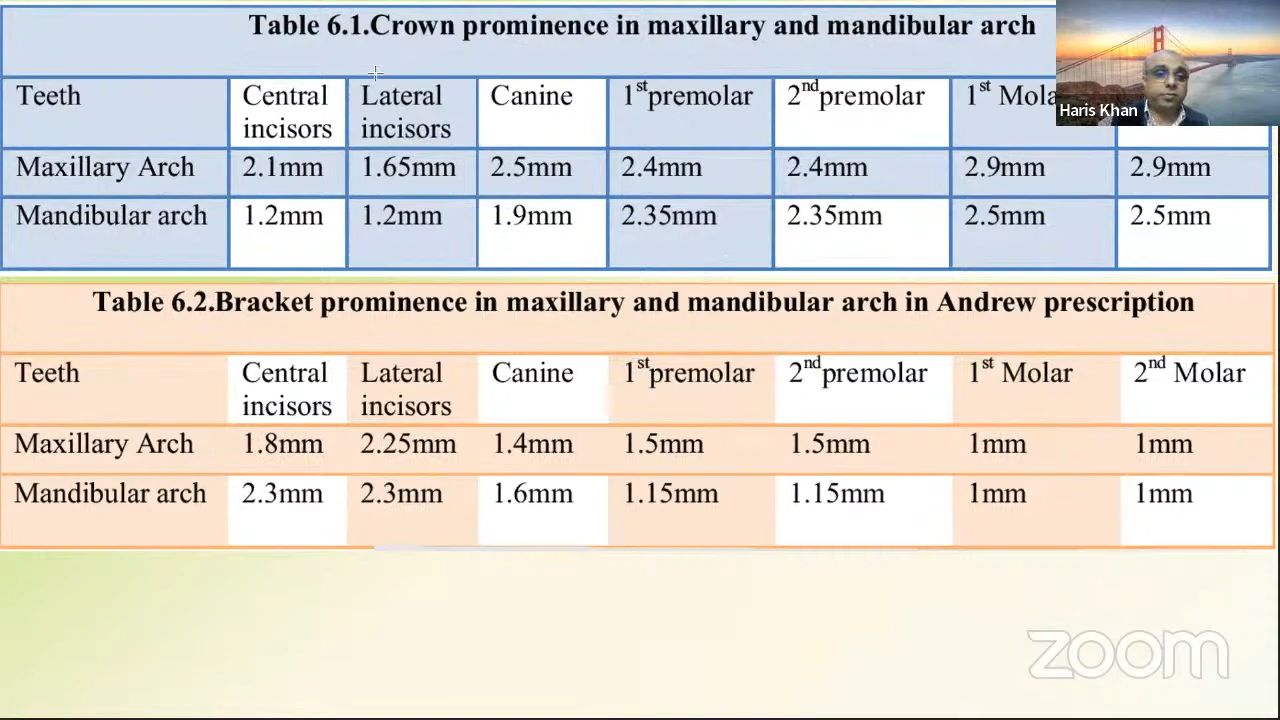 Table 6.1.Crown prominence in maxillary and mandibular arch
Teeth Central incisors Lateral incisors Canine 1st premolar 2nd premolar 1st
Maxillary Arch 2.1mm 1.65mm 2.5mm 2.4mm 2.4mm 2.9mm 2.9mm
Mandibular arch 1.2mm 1.2mm 1.9mm 2.35mm 2.35mm 2.5mm 2.5mm
Haris Khan
Table 6.2.Bracket prominence in maxillary and mandibular arch in Andrew prescription
Teeth Central incisors Lateral incisors Canine 1st premolar 2nd premolar 1st Molar 2nd Molar
Maxillary Arch 1.8mm 2.25mm 1.4mm 1.5mm 1.5mm 1mm 1mm
Mandibular arch 2.3mm 2.3mm 1.6mm 1.15mm 1.15mm 1mm 1mm
zoom